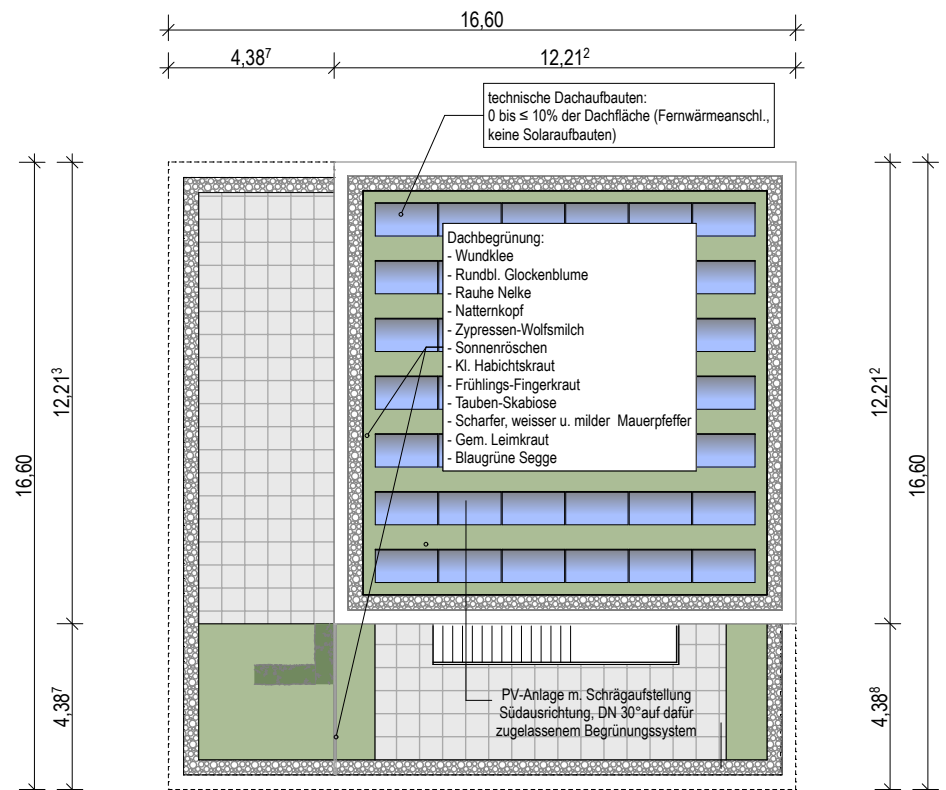 16,60
4,38⁷
12,21²
technische Dachaufbauten:
0 bis ≤ 10% der Dachfläche (Fernwärmeanschl.,
keine Solaraufbauten)
Dachbegrünung:
- Wundklee
- Rundbl. Glockenblume
- Rauhe Nelke
- Natternkopf
- Zypressen-Wolfsmilch
- Sonnenröschen
- Kl. Habichtskraut
- Frühlings-Fingerkraut
- Tauben-Skabiose
- Scharfer, weisser u. milder Mauerpfeffer
- Gem. Leimkraut
- Blaugrüne Segge
16,60
12,21³
4,38⁷
12,21²
4,38⁸
16,60
PV-Anlage m. Schrägaufstellung
Südausrichtung, DN 30°auf dafür
zugelassenem Begrünungssystem